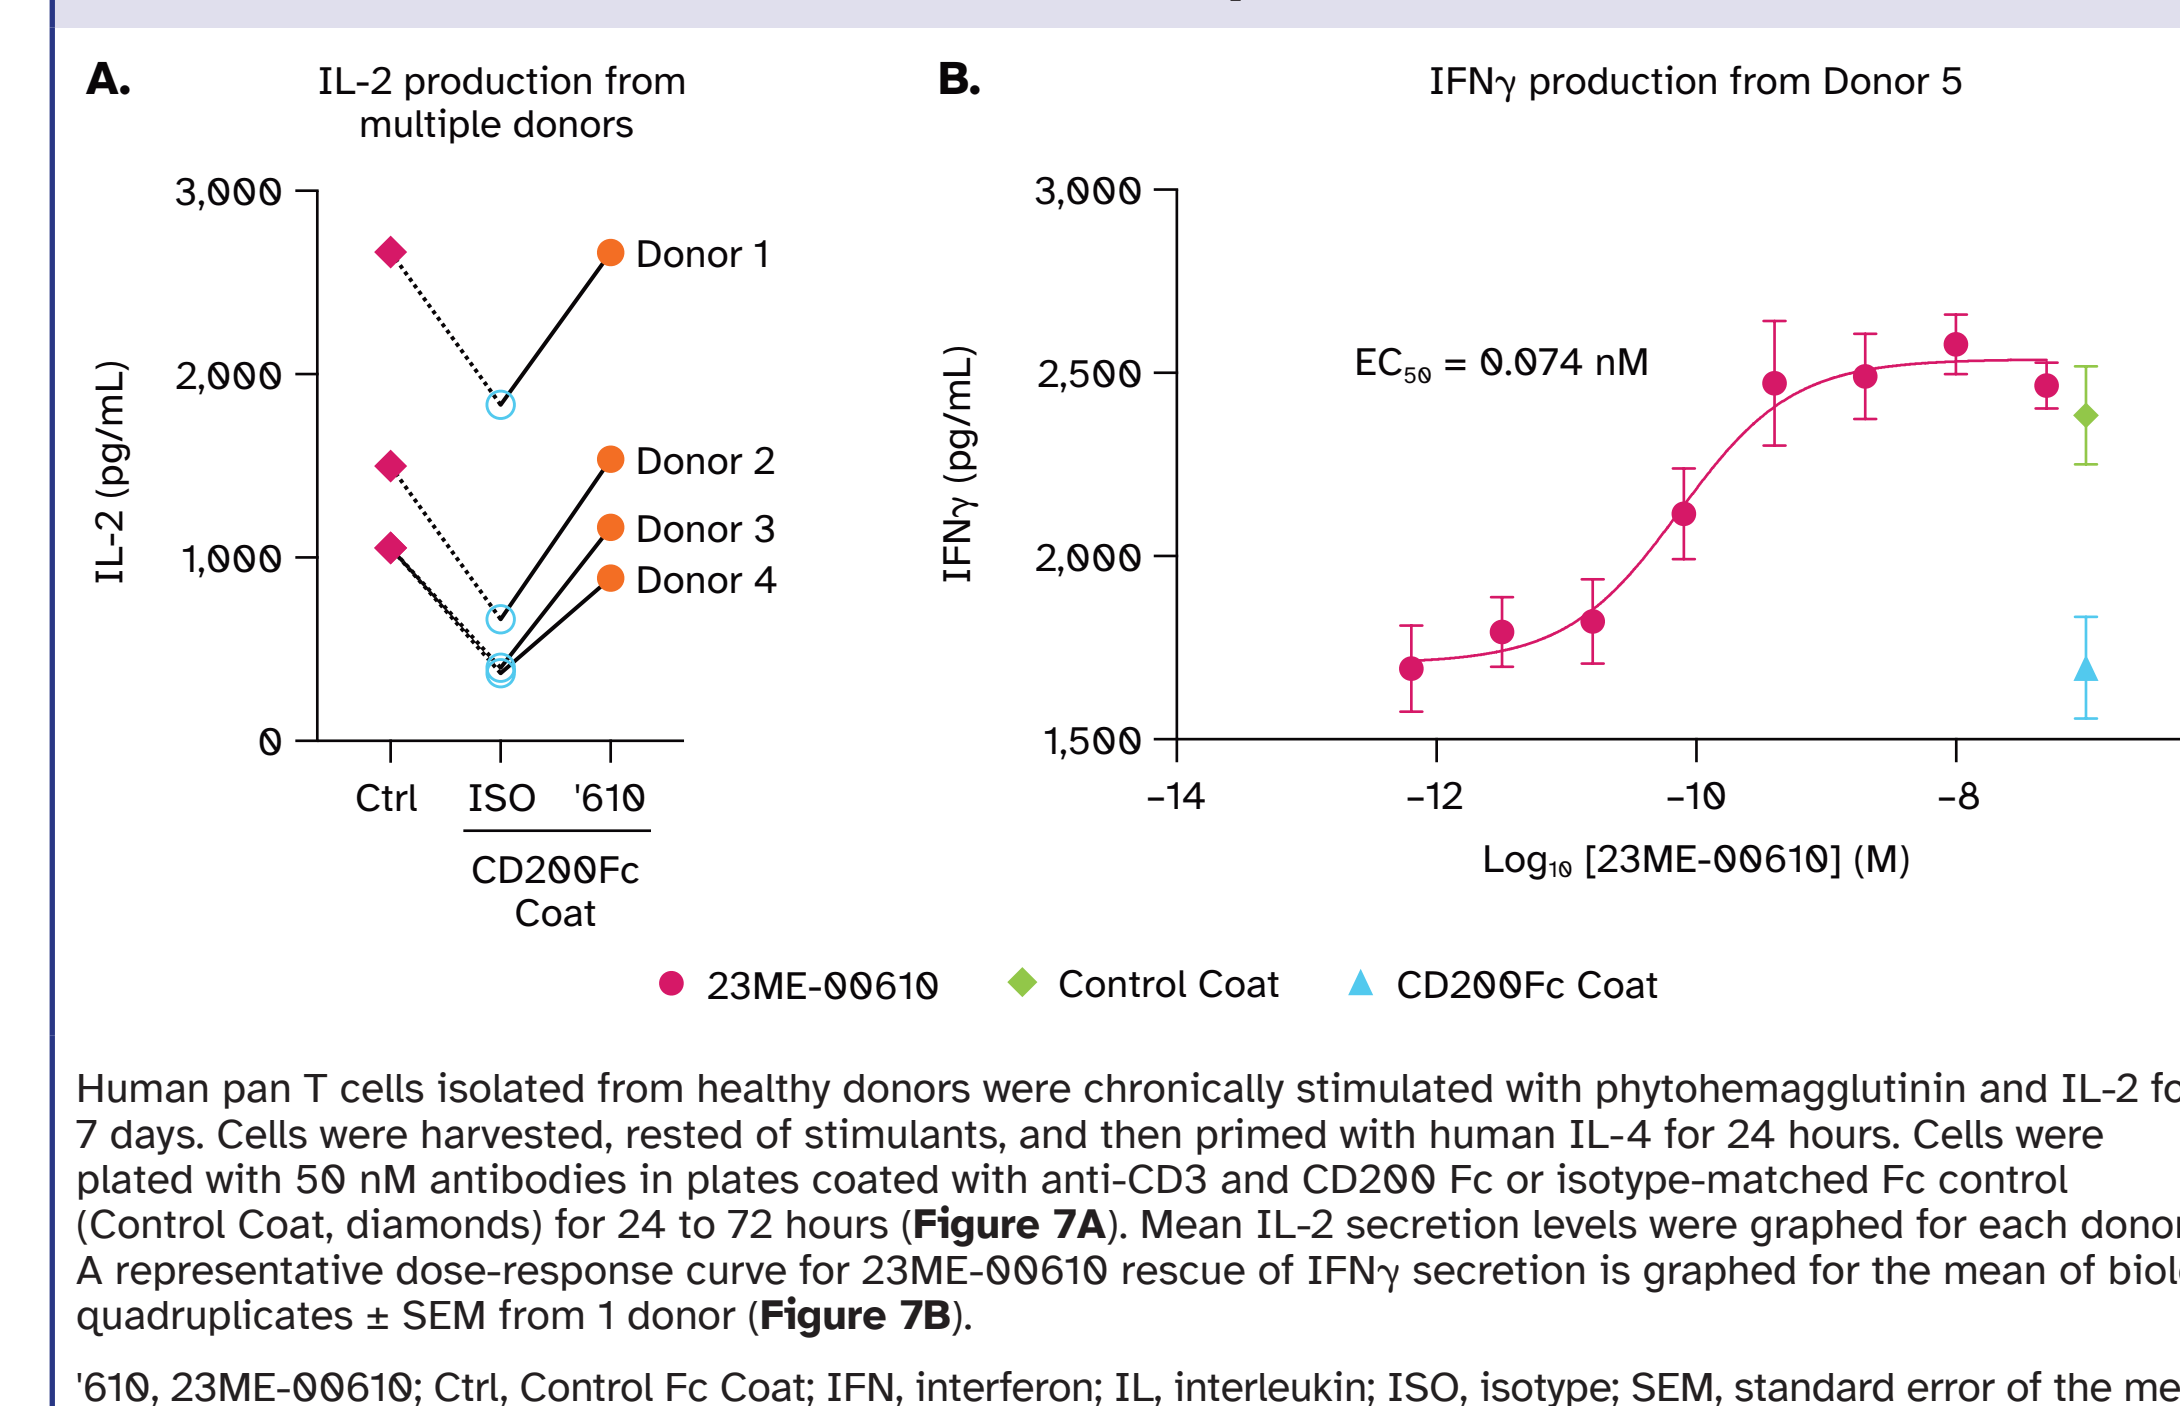 A.
IL-2 production from
multiple donors
3,000
2,000
1,000
0
IL-2 (pg/mL)
Donor 1
Donor 2
Donor 3
Donor 4
Ctrl ISO '610
CD200Fc
Coat
B.
IFNγ production from Donor 5
3,000
2,500
2,000
1,500
IFNγ (pg/mL)
EC50 = 0.074 nM
–14 –12 –10 –8
Log10 [23ME-00610] (M)
23ME-00610 Control Coat CD200Fc Coat
Human pan T cells isolated from healthy donors were chronically stimulated with phytohemagglutinin and IL-2
7 days. Cells were harvested, rested of stimulants, and then primed with human IL-4 for 24 hours. Cells were
plated with 50 nM antibodies in plates coated with anti-CD3 and CD200 Fc or isotype-matched Fc control
(Control Coat, diamonds) for 24 to 72 hours (Figure 7A). Mean IL-2 secretion levels were graphed for each donor
A representative dose-response curve for 23ME-00610 rescue of IFNγ secretion is graphed for the mean of
quadruplicates ± SEM from 1 donor (Figure 7B).
'610, 23ME-00610; Ctrl, Control Fc Coat; IFN, interferon; IL, interleukin; ISO, isotype; SEM, standard error of the